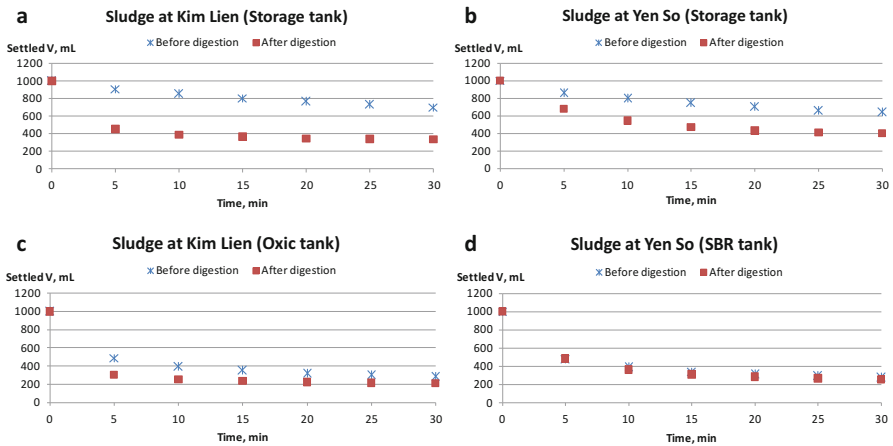 a Sludge at Kim Lien (Storage tank)
Settled V, mL
Before digestion After digestion
1200
1000
800
600
400
200
0
0 5 10 15 20 25 30
Time, min
b Sludge at Yen So (Storage tank)
Settled V, mL
Before digestion After digestion
1200
1000
800
600
400
200
0
0 5 10 15 20 25 30
Time, min
c Sludge at Kim Lien (Oxic tank)
Settled V, mL
Before digestion After digestion
1200
1000
800
600
400
200
0
0 5 10 15 20 25 30
Time, min
d Sludge at Yen So (SBR tank)
Settled V, mL
Before digestion After digestion
1200
1000
800
600
400
200
0
0 5 10 15 20 25 30
Time, min